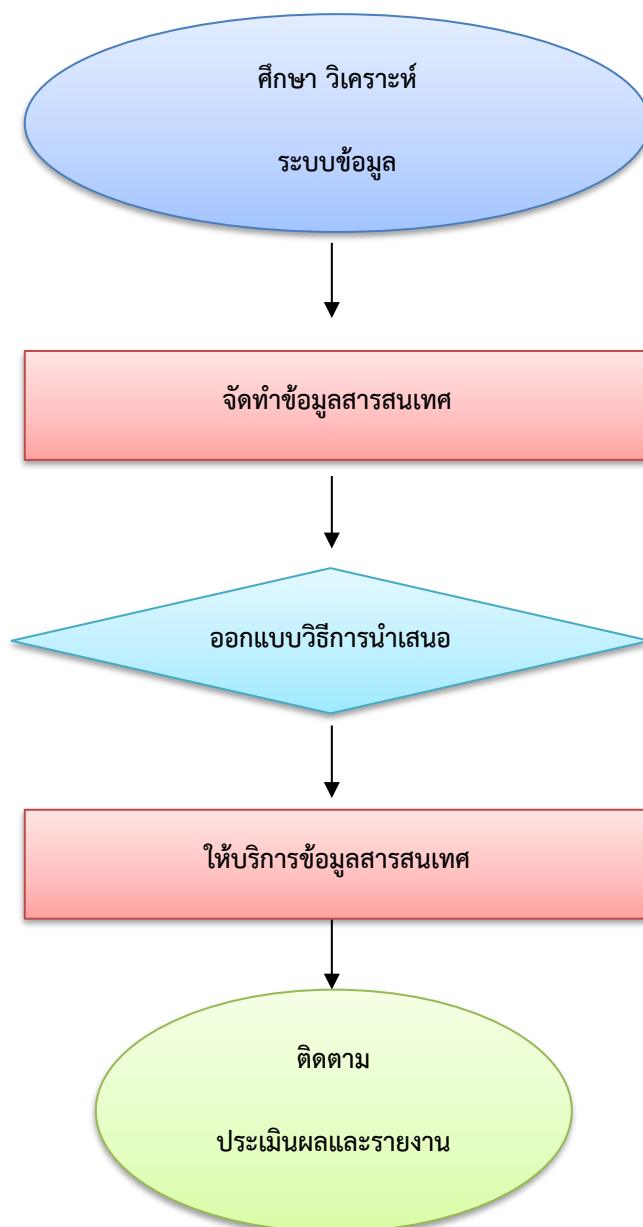 ศึกษา วิเคราะห์
ระบบข้อมูล
จัดทำข้อมูลสารสนเทศ
ออกแบบวิธีการนำเสนอ
ให้บริการข้อมูลสารสนเทศ
ติดตาม
ประเมินผลและรายงาน